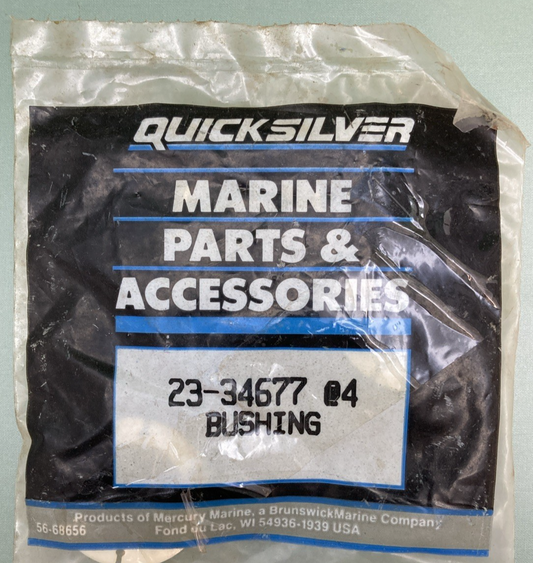 QUICKSILVER
MARINE
PARTS &
ACCESSORIES
23-34677 @4
BUSHING
Products of Mercury Marine, a BrunswickMarine Company
56-68656 Fond du Lac, WI 54936-1939 USA